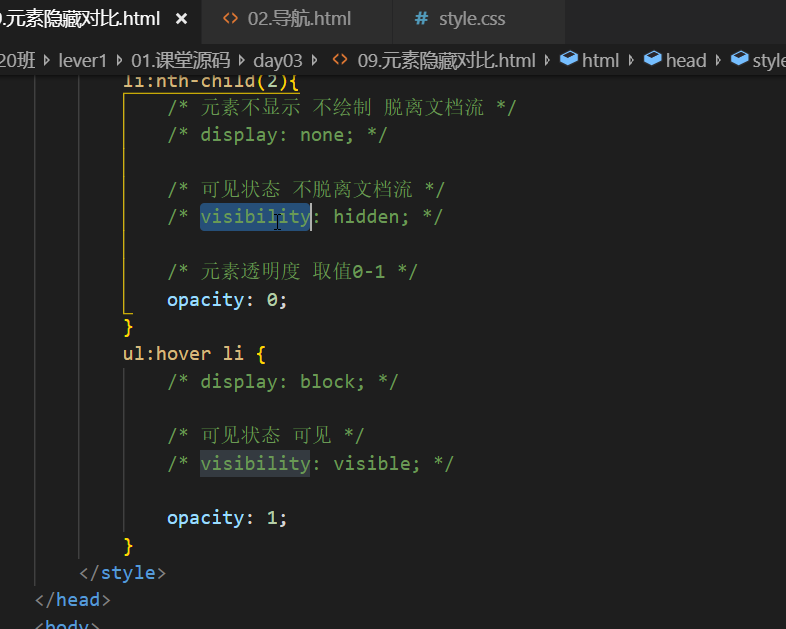 .元素隐藏对比.html × <> 02.导航.html # style.css
20班 > lever1 > 01.课堂源码 > day03 > <> 09.元素隐藏对比.html > html > head > style
li:nth-child(2){
/* 元素不显示 不绘制 脱离文档流 */
/* display: none; */
/* 可见状态 不脱离文档流 */
/* visibility: hidden; */
/* 元素透明度 取值0-1 */
opacity: 0;
}
ul:hover li {
/* display: block; */
/* 可见状态 可见 */
/* visibility: visible; */
opacity: 1;
}
</style>
</head>
<body>